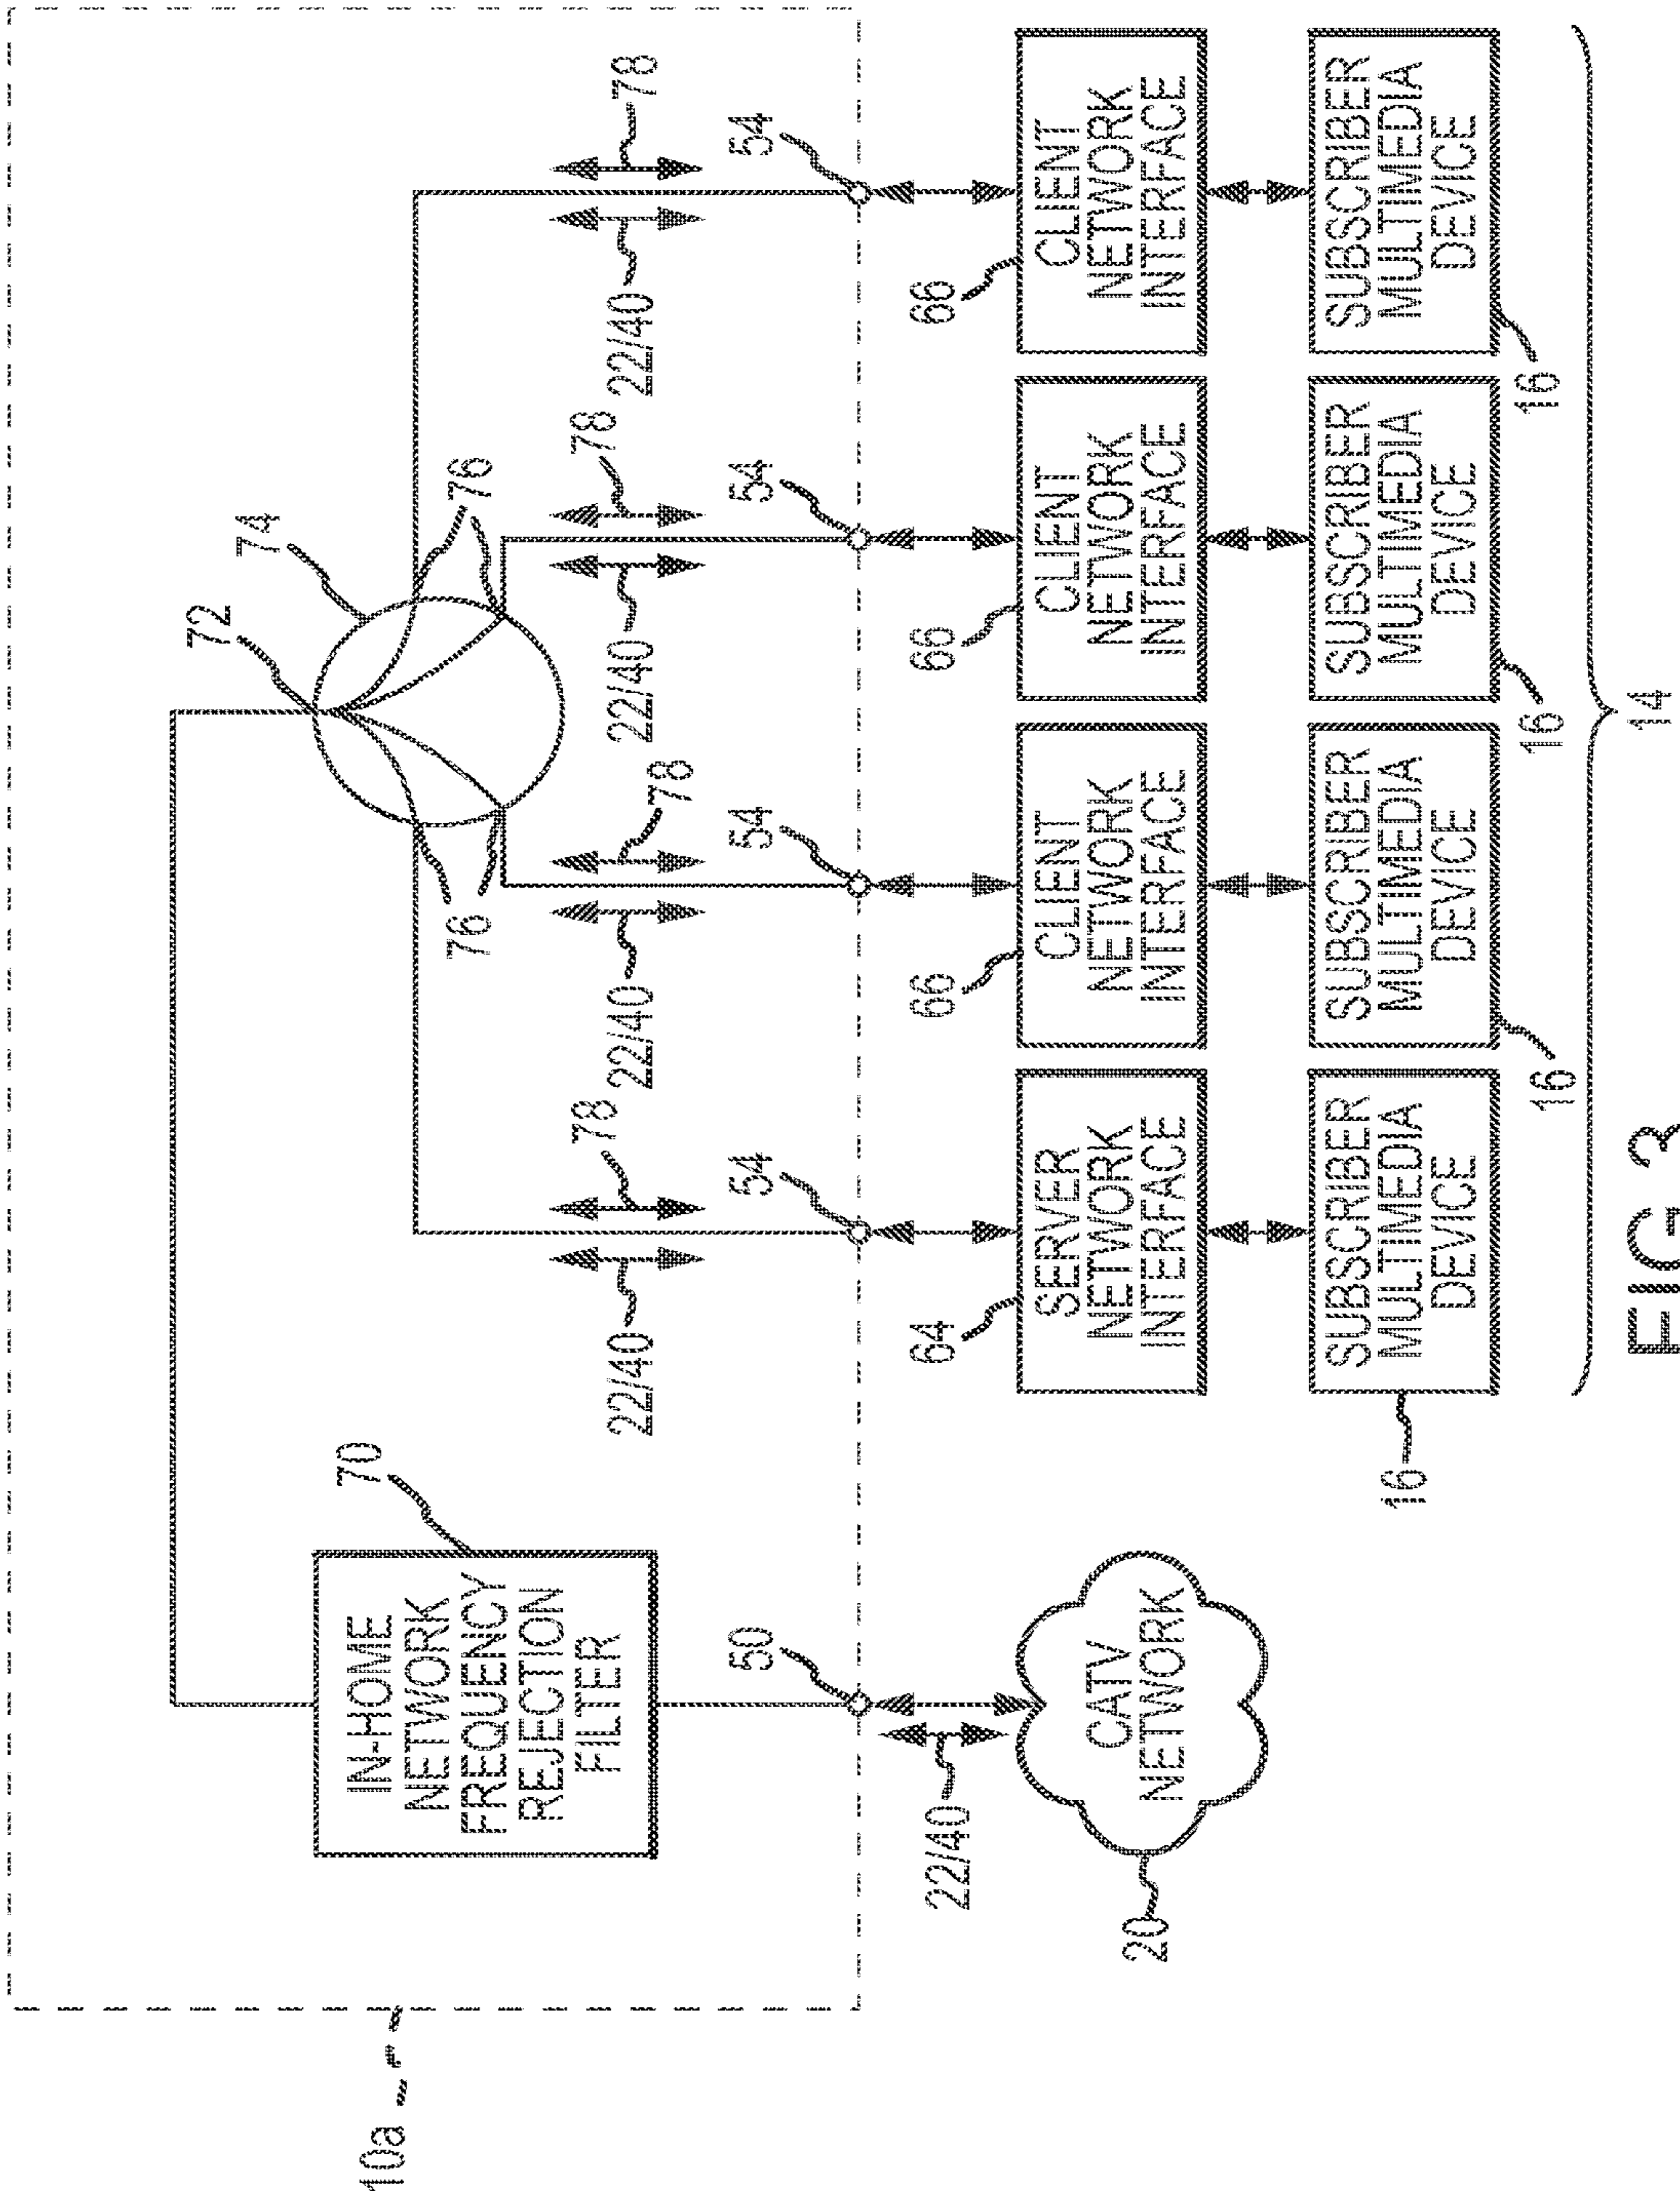 10a
IN-HOME
NETWORK
FREQUENCY
REJECTION
FILTER
70
72
74
76
76
78
78
78
78
22/40
22/40
22/40
22/40
50
54
54
54
54
22/40
CATV
NETWORK
20
64
SERVER
NETWORK
INTERFACE
66
CLIENT
NETWORK
INTERFACE
66
CLIENT
NETWORK
INTERFACE
66
CLIENT
NETWORK
INTERFACE
16
SUBSCRIBER
MULTIMEDIA
DEVICE
16
SUBSCRIBER
MULTIMEDIA
DEVICE
16
SUBSCRIBER
MULTIMEDIA
DEVICE
16
SUBSCRIBER
MULTIMEDIA
DEVICE
14
FIG 3